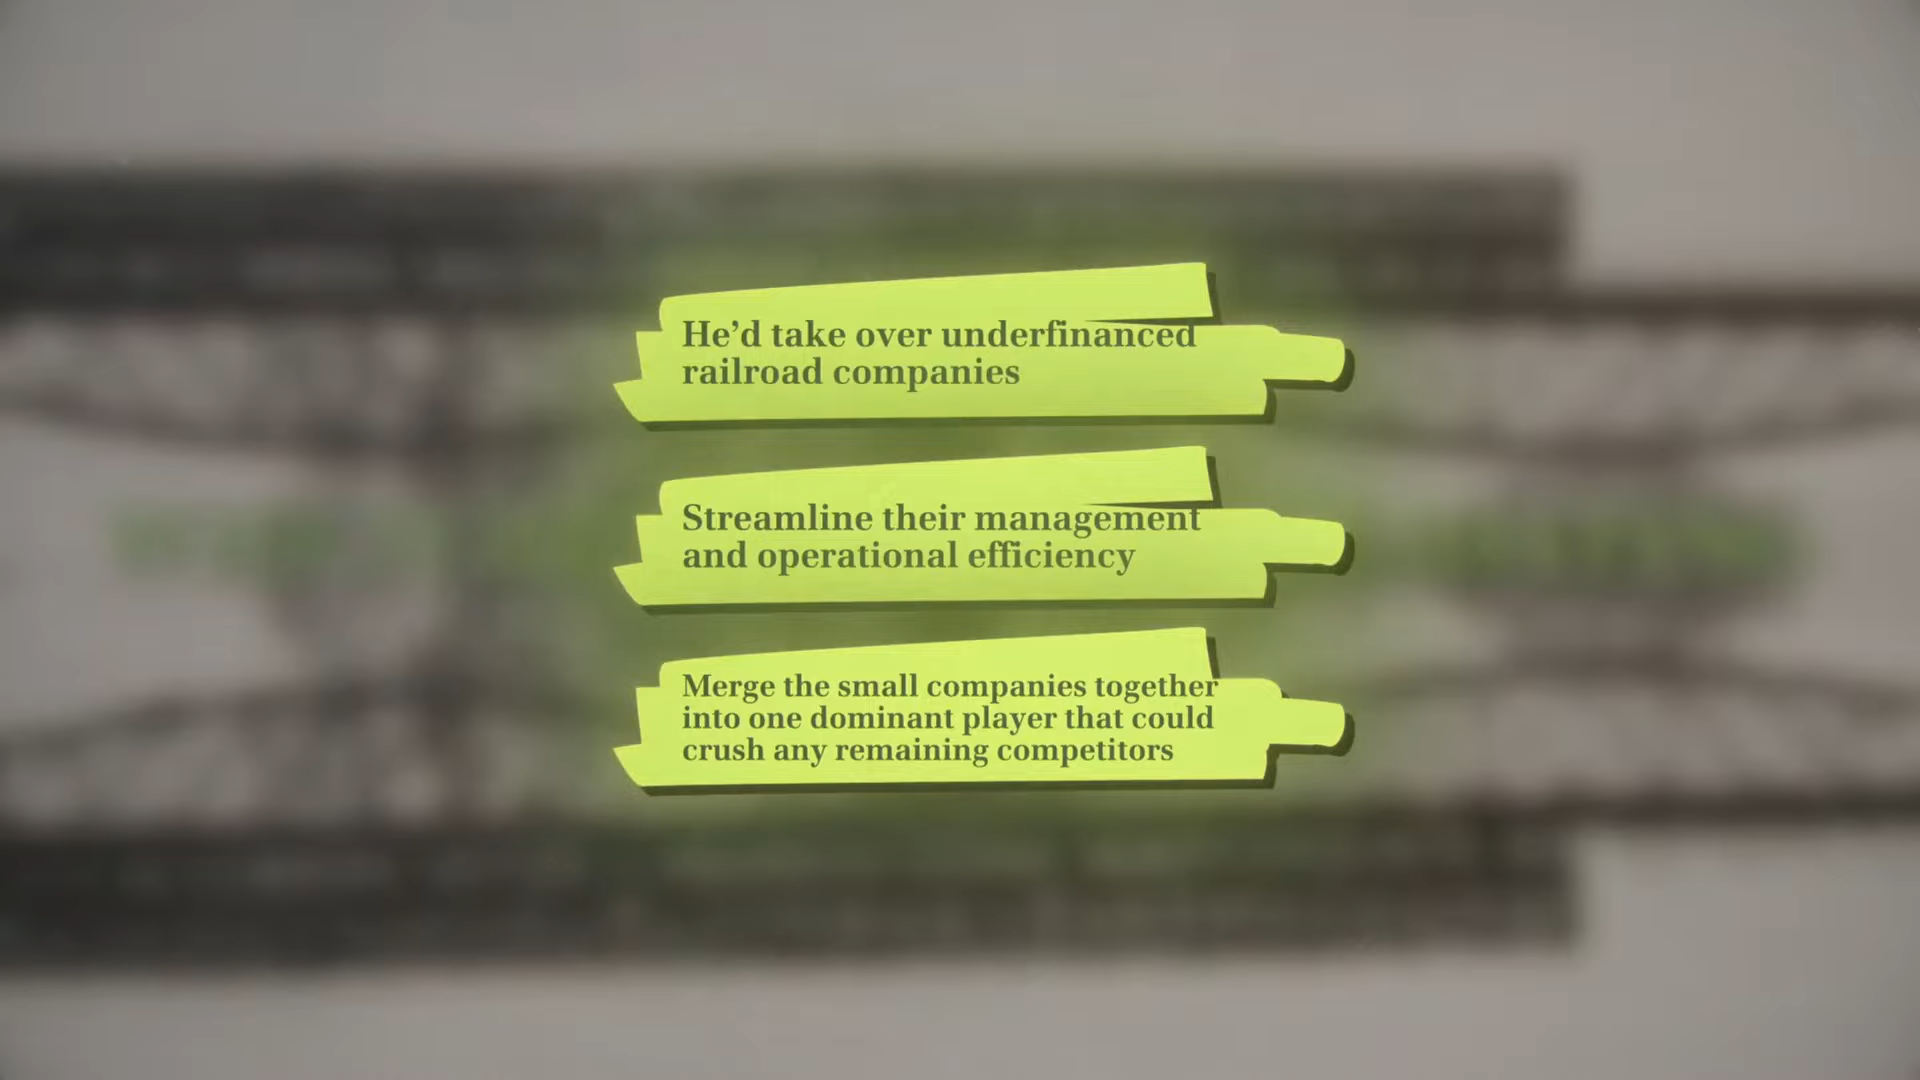 He’d take over underfinanced
railroad companies
Streamline their management
and operational efficiency
Merge the small companies together
into one dominant player that could
crush any remaining competitors